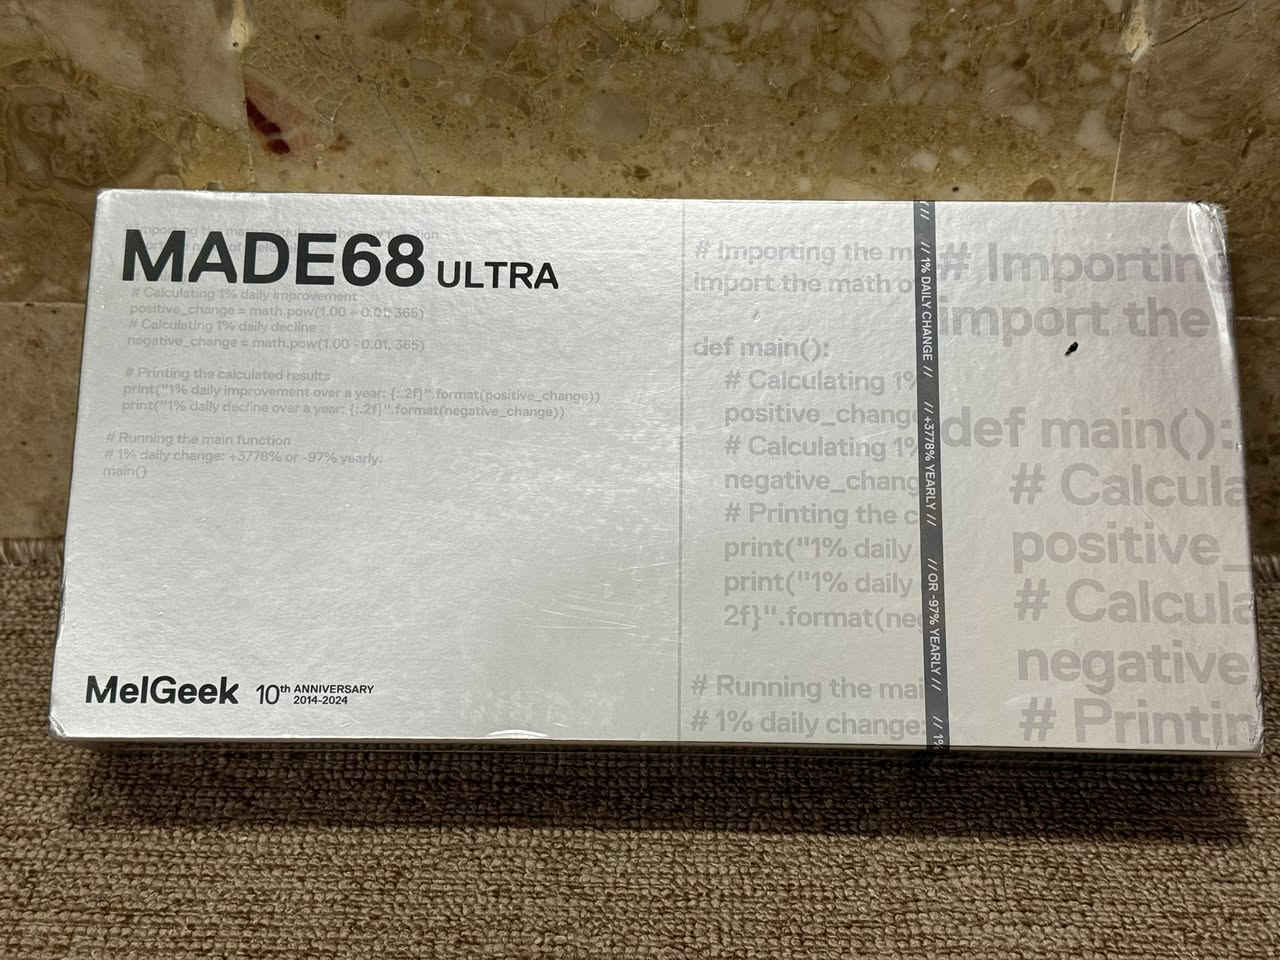 MADE68 ULTRA
# Calculating 1% daily improvement
positive_change = math.pow(1.00 + 0.01, 365)
# Calculating 1% daily decline
negative_change = math.pow(1.00 - 0.01, 365)
# Printing the calculated results
print("1% daily improvement over a year: {:.2f}".format(positive_change))
print("1% daily decline over a year: {:.2f}".format(negative_change))
# Running the main function
# 1% daily change: +3778% or -97% yearly.
main()
MelGeek 10th ANNIVERSARY
2014-2024
# Importing the m
import the math
def main():
# Calculating 1%
positive_chang
# Calculating 1%
negative_chang
# Printing the c
print("1% daily
print("1% daily
2f}".format(ne
# Running the mai
# 1% daily change:
// // 1% DAILY CHANGE // // +3778% YEARLY // // OR -97% YEARLY // // 1%
# Importing
import the
def main():
# Calcula
positive_
# Calcula
negative
# Printin